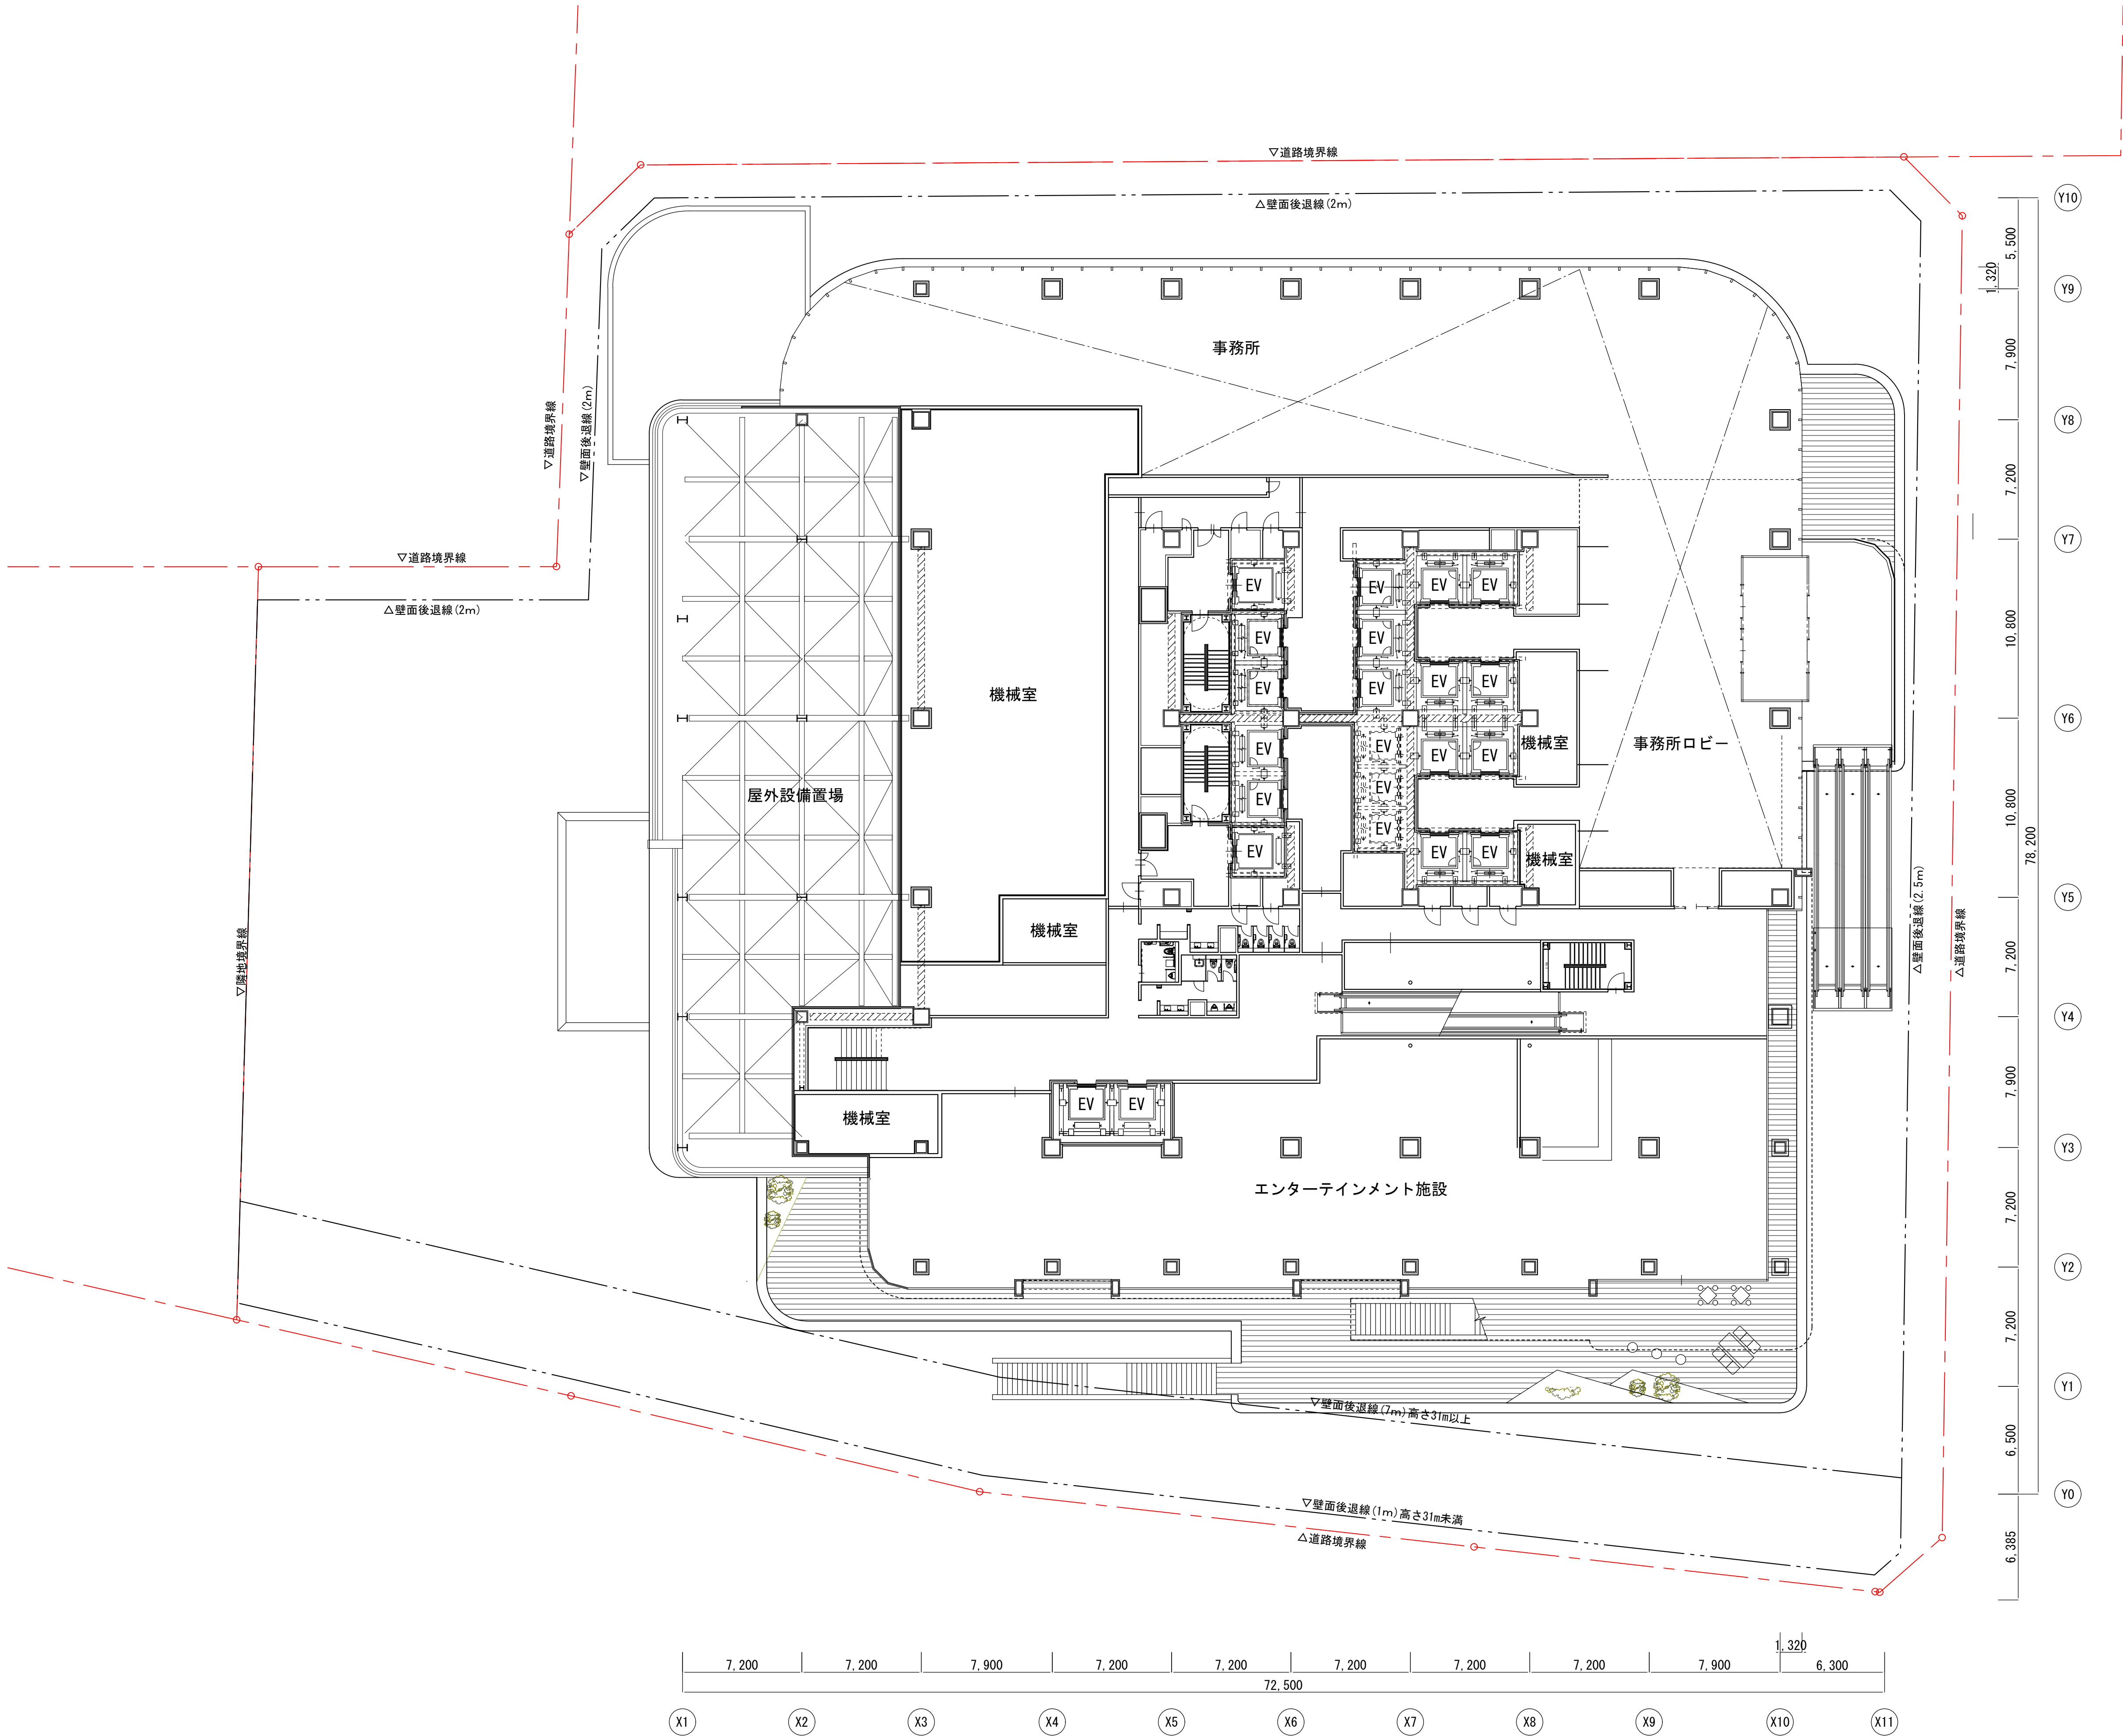 ▽道路境界線
△壁面後退線(2m)
Y10
5,500
1,320
Y9
事務所
7,900
▽道路境界線
▽壁面後退線(2m)
Y8
7,200
▽道路境界線
Y7
△壁面後退線(2m)
EV
EV
EV
EV
EV
EV
10,800
EV
EV
EV
EV
機械室
Y6
EV
EV
EV
EV
機械室
事務所ロビー
屋外設備置場
EV
EV
10,800
78,200
EV
EV
EV
EV
機械室
Y5
△壁面後退線(2.5m)
△道路境界線
▽隣地境界線
機械室
7,200
Y4
7,900
機械室
EV
EV
Y3
エンターテインメント施設
7,200
Y2
7,200
Y1
▽壁面後退線(7m)高さ31m以上
6,500
Y0
▽壁面後退線(1m)高さ31m未満
△道路境界線
6,385
1,320
7,200
7,200
7,900
7,200
7,200
7,200
7,200
7,200
7,900
6,300
72,500
X1
X2
X3
X4
X5
X6
X7
X8
X9
X10
X11